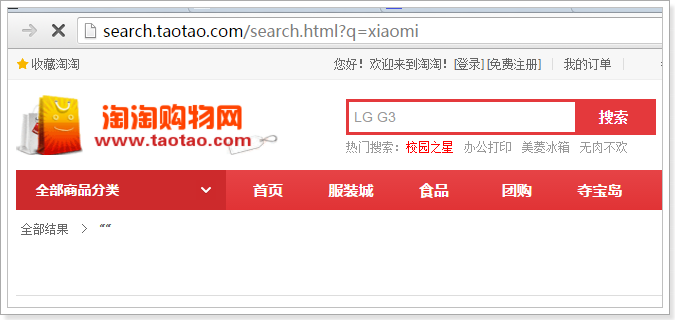 search.taotao.com/search.html?q=xiaomi
收藏淘淘 您好！欢迎来到淘淘！[登录] [免费注册] 我的订单
淘淘购物网
www.taotao.com
LG G3 搜索
热门搜索： 校园之星 办公打印 美菱冰箱 无肉不欢
全部商品分类 首页 服装城 食品 团购 夺宝岛
全部结果 > ““